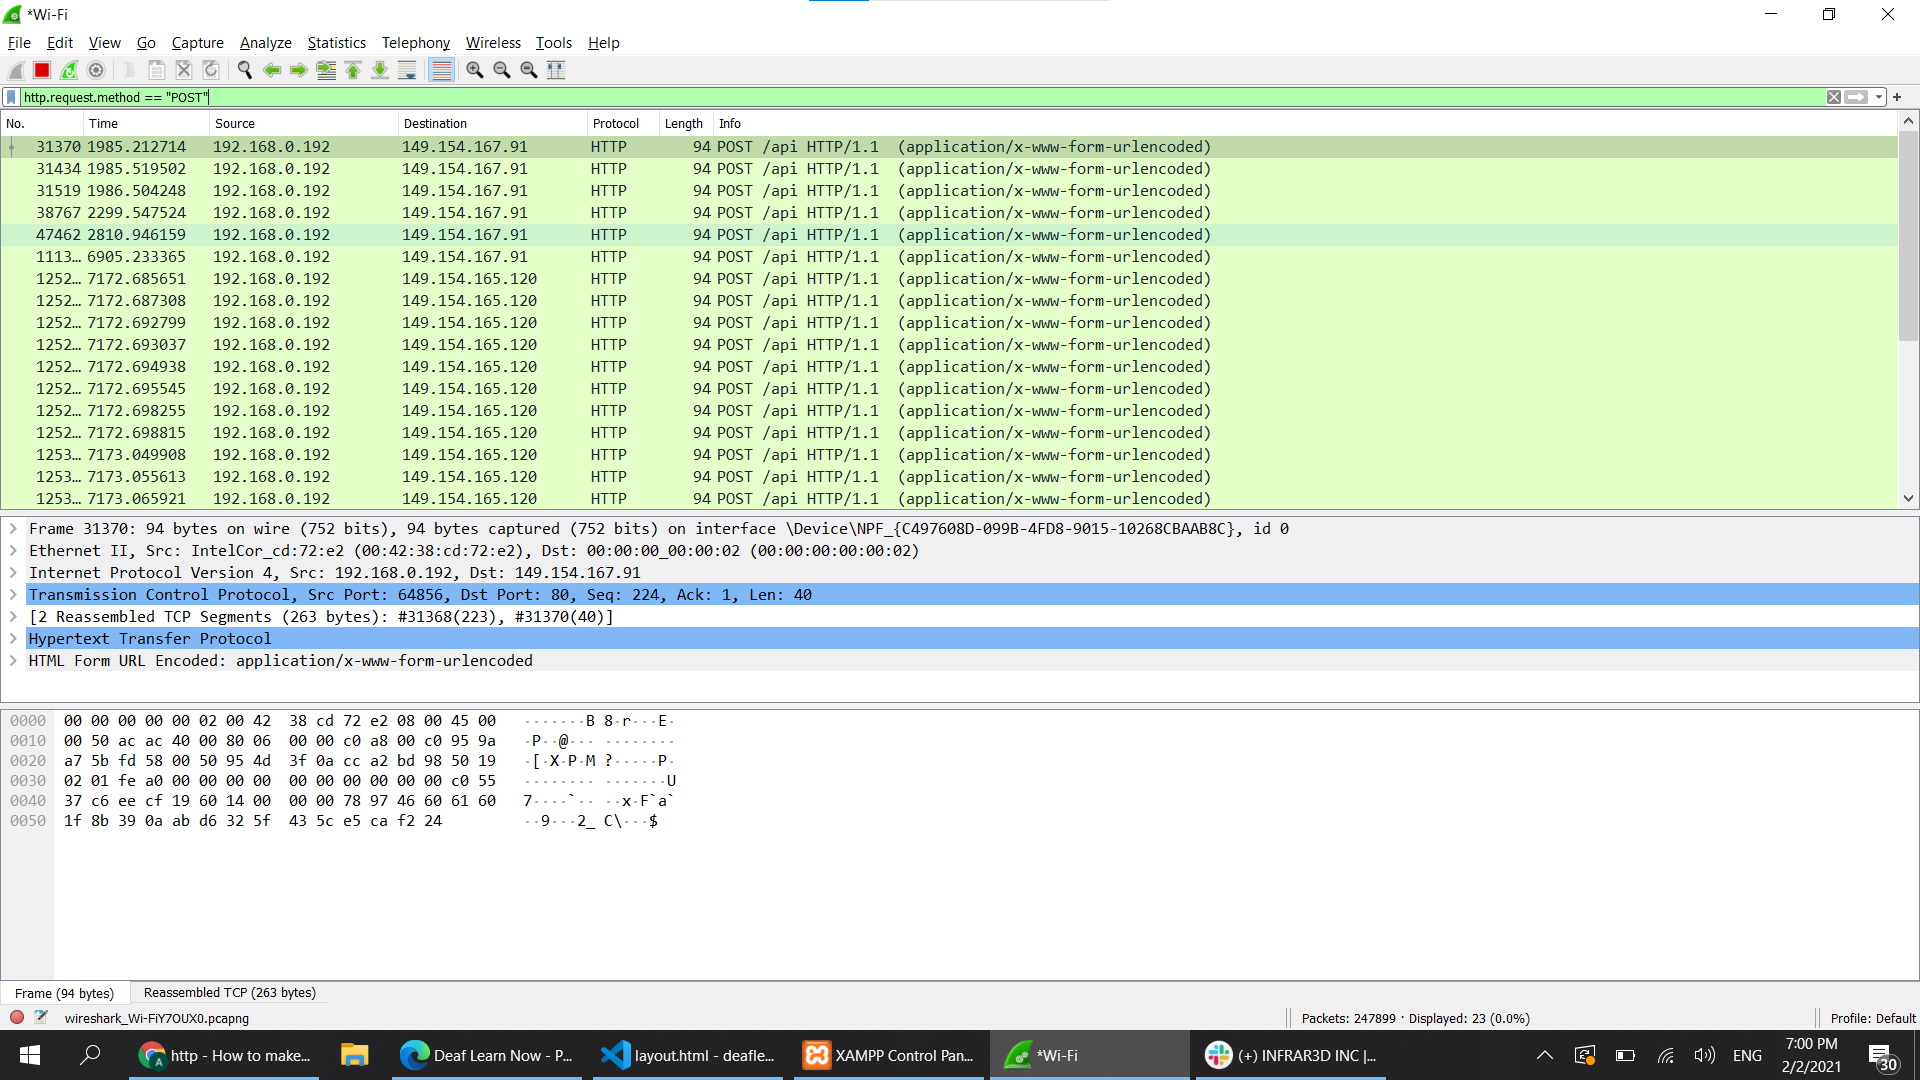 *Wi-Fi
File Edit View Go Capture Analyze Statistics Telephony Wireless Tools Help
http.request.method == "POST"
No. Time Source Destination Protocol Length Info
31370 1985.212714 192.168.0.192 149.154.167.91 HTTP 94 POST /api HTTP/1.1 (application/x-www-form-urlencoded)
31434 1985.519502 192.168.0.192 149.154.167.91 HTTP 94 POST /api HTTP/1.1 (application/x-www-form-urlencoded)
31519 1986.504248 192.168.0.192 149.154.167.91 HTTP 94 POST /api HTTP/1.1 (application/x-www-form-urlencoded)
38767 2299.547524 192.168.0.192 149.154.167.91 HTTP 94 POST /api HTTP/1.1 (application/x-www-form-urlencoded)
47462 2810.946159 192.168.0.192 149.154.167.91 HTTP 94 POST /api HTTP/1.1 (application/x-www-form-urlencoded)
1113… 6905.233365 192.168.0.192 149.154.167.91 HTTP 94 POST /api HTTP/1.1 (application/x-www-form-urlencoded)
1252… 7172.685651 192.168.0.192 149.154.165.120 HTTP 94 POST /api HTTP/1.1 (application/x-www-form-urlencoded)
1252… 7172.687308 192.168.0.192 149.154.165.120 HTTP 94 POST /api HTTP/1.1 (application/x-www-form-urlencoded)
1252… 7172.692799 192.168.0.192 149.154.165.120 HTTP 94 POST /api HTTP/1.1 (application/x-www-form-urlencoded)
1252… 7172.693037 192.168.0.192 149.154.165.120 HTTP 94 POST /api HTTP/1.1 (application/x-www-form-urlencoded)
1252… 7172.694938 192.168.0.192 149.154.165.120 HTTP 94 POST /api HTTP/1.1 (application/x-www-form-urlencoded)
1252… 7172.695545 192.168.0.192 149.154.165.120 HTTP 94 POST /api HTTP/1.1 (application/x-www-form-urlencoded)
1252… 7172.698255 192.168.0.192 149.154.165.120 HTTP 94 POST /api HTTP/1.1 (application/x-www-form-urlencoded)
1252… 7172.698815 192.168.0.192 149.154.165.120 HTTP 94 POST /api HTTP/1.1 (application/x-www-form-urlencoded)
1253… 7173.049908 192.168.0.192 149.154.165.120 HTTP 94 POST /api HTTP/1.1 (application/x-www-form-urlencoded)
1253… 7173.055613 192.168.0.192 149.154.165.120 HTTP 94 POST /api HTTP/1.1 (application/x-www-form-urlencoded)
1253… 7173.065921 192.168.0.192 149.154.165.120 HTTP 94 POST /api HTTP/1.1 (application/x-www-form-urlencoded)
Frame 31370: 94 bytes on wire (752 bits), 94 bytes captured (752 bits) on interface \Device\NPF_{C497608D-099B-4FD8-9015-10268CBAAB8C}, id 0
Ethernet II, Src: IntelCor_cd:72:e2 (00:42:38:cd:72:e2), Dst: 00:00:00_00:00:02 (00:00:00:00:00:02)
Internet Protocol Version 4, Src: 192.168.0.192, Dst: 149.154.167.91
Transmission Control Protocol, Src Port: 64856, Dst Port: 80, Seq: 224, Ack: 1, Len: 40
[2 Reassembled TCP Segments (263 bytes): #31368(223), #31370(40)]
Hypertext Transfer Protocol
HTML Form URL Encoded: application/x-www-form-urlencoded
0000 00 00 00 00 00 02 00 42 38 cd 72 e2 08 00 45 00 ·······B 8·r···E·
0010 00 50 ac ac 40 00 80 06 00 00 c0 a8 00 c0 95 9a ·P··@··· ········
0020 a7 5b fd 58 00 50 95 4d 3f 0a cc a2 bd 98 50 19 ·[·X·P·M ?·····P·
0030 02 01 fe a0 00 00 00 00 00 00 00 00 00 00 c0 55 ········ ·······U
0040 37 c6 ee cf 19 60 14 00 00 00 78 97 46 60 61 60 7····`·· ··x·F`a`
0050 1f 8b 39 0a ab d6 32 5f 43 5c e5 ca f2 24 ··9···2_ C\···$
Frame (94 bytes) Reassembled TCP (263 bytes)
wireshark_Wi-FiY7OUX0.pcapng Packets: 247899 · Displayed: 23 (0.0%) Profile: Default
http - How to make... Deaf Learn Now - P... layout.html - deafle... XAMPP Control Pan... *Wi-Fi (+) INFRAR3D INC |... ENG 7:00 PM
2/2/2021 30